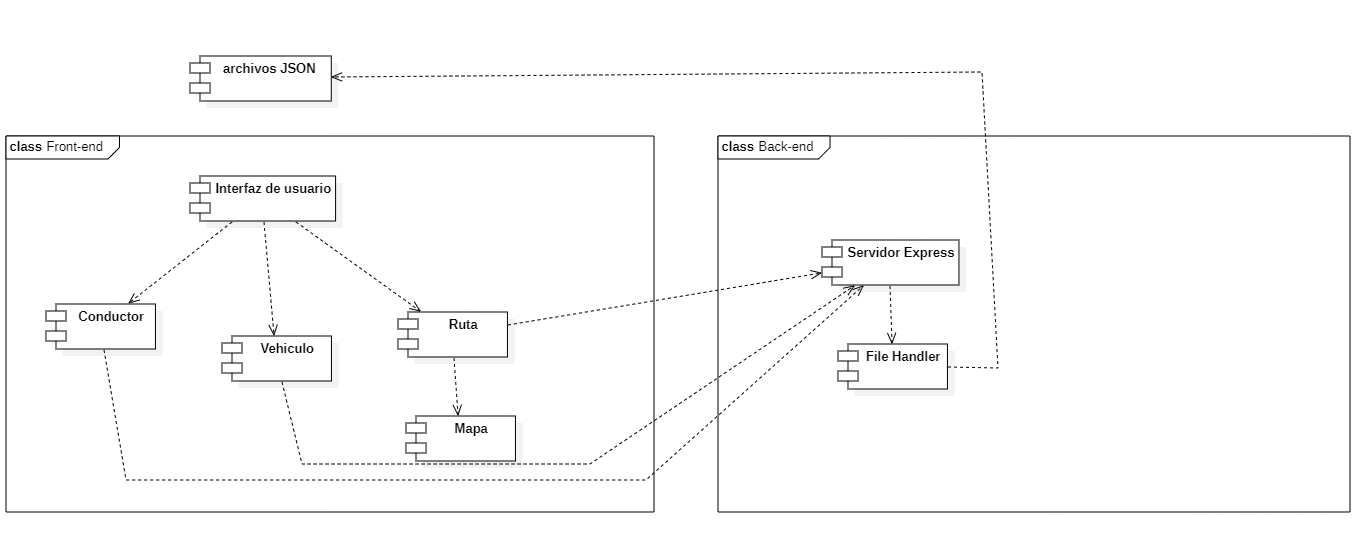 archivos JSON
class Front-end
Interfaz de usuario
Conductor
Vehiculo
Ruta
Mapa
class Back-end
Servidor Express
File Handler